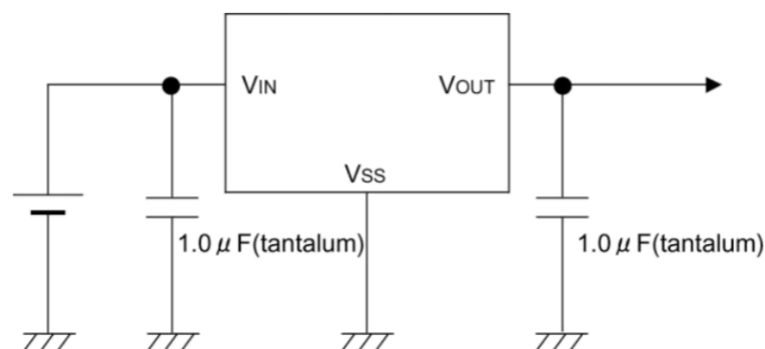 VIN
VOUT
VSS
1.0 μ F(tantalum)
1.0 μ F(tantalum)